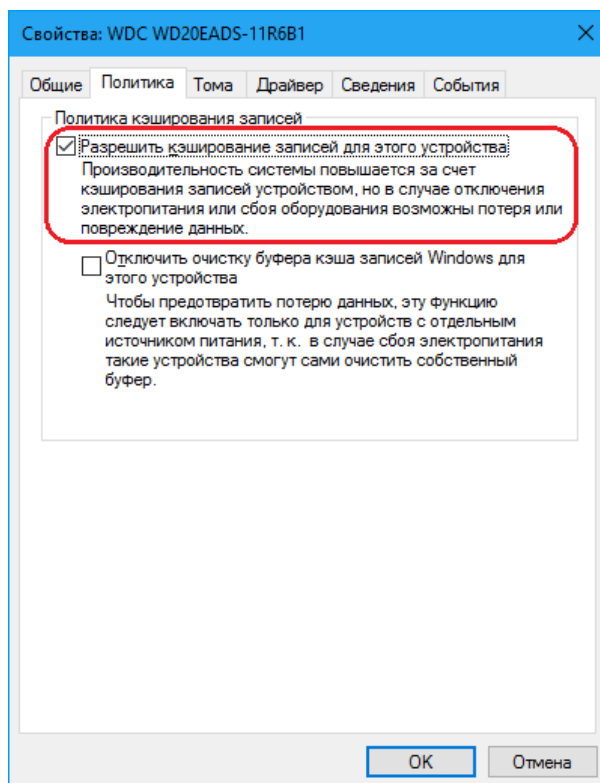 Свойства: WDC WD20EADS-11R6B1
Общие Политика Тома Драйвер Сведения События
Политика кэширования записей
Разрешить кэширование записей для этого устройства
Производительность системы повышается за счет
кэширования записей устройством, но в случае отключения
электропитания или сбоя оборудования возможны потеря или
повреждение данных.
Отключить очистку буфера кэша записей Windows для
этого устройства
Чтобы предотвратить потерю данных, эту функцию
следует включать только для устройств с отдельным
источником питания, т. к. в случае сбоя электропитания
такие устройства смогут сами очистить собственный
буфер.
OK Отмена